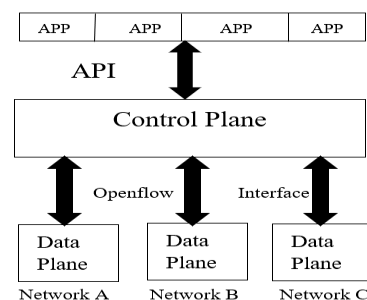 APP APP APP APP
API
Control Plane
Openflow Interface
Data Plane Data Plane Data Plane
Network A Network B Network C